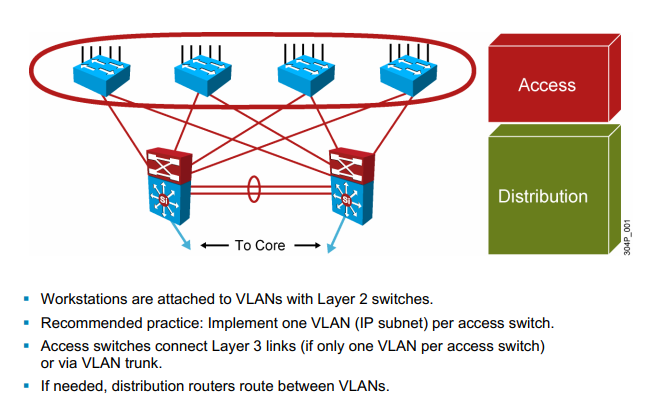 Access
Distribution
Si
Si
To Core
304P_001
Workstations are attached to VLANs with Layer 2 switches.
Recommended practice: Implement one VLAN (IP subnet) per access switch.
Access switches connect Layer 3 links (if only one VLAN per access switch)
or via VLAN trunk.
If needed, distribution routers route between VLANs.